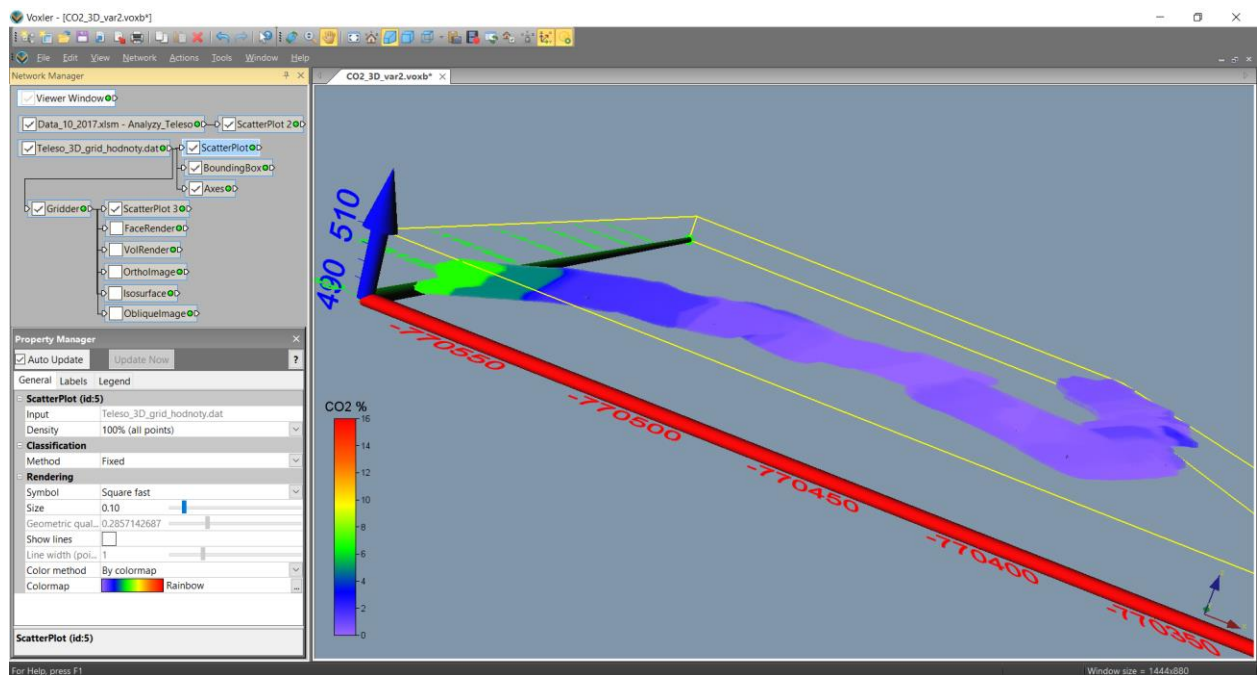 Voxler - [CO2_3D_var2.voxb*]
File Edit View Network Actions Tools Window Help
Network Manager
CO2_3D_var2.voxb*
Viewer Window
Data_10_2017.xlsm - Analyzy_Teleso
ScatterPlot 2
Teleso_3D_grid_hodnoty.dat
ScatterPlot
BoundingBox
Axes
Gridder
ScatterPlot 3
FaceRender
VolRender
OrthoImage
Isosurface
ObliqueImage
Property Manager
Auto Update Update Now ?
General Labels Legend
ScatterPlot (id:5)
Input Teleso_3D_grid_hodnoty.dat
Density 100% (all points)
Classification
Method Fixed
Rendering
Symbol Square fast
Size 0.10
Geometric qual... 0.2857142687
Show lines
Line width (poi... 1
Color method By colormap
Colormap Rainbow ...
ScatterPlot (id:5)
For Help, press F1
Window size = 1444x880
510
490
-770550
-770500
-770450
-770400
-770350
CO2 %
16
14
12
10
8
6
4
2
0